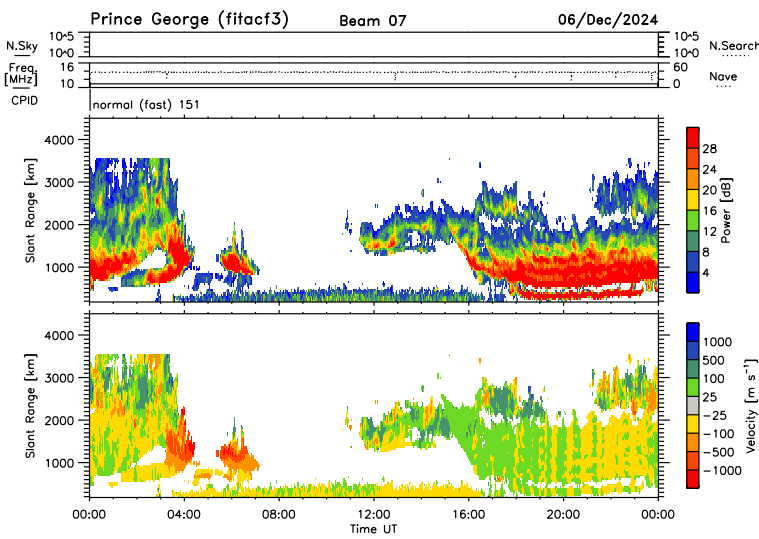 Prince George (fitacf3) Beam 07 06/Dec/2024
N.Sky 10^5 10^5 N.Search
10^0 10^0
Freq 16 60
[MHz] 10 0 Nave
CPID normal (fast) 151
Slant Range [km]
4000
3000
2000
1000
Power [dB]
28
24
20
16
12
8
4
Slant Range [km]
4000
3000
2000
1000
Velocity [m s⁻¹]
1000
500
100
25
−25
−100
−500
−1000
00:00 04:00 08:00 12:00 16:00 20:00 00:00
Time UT